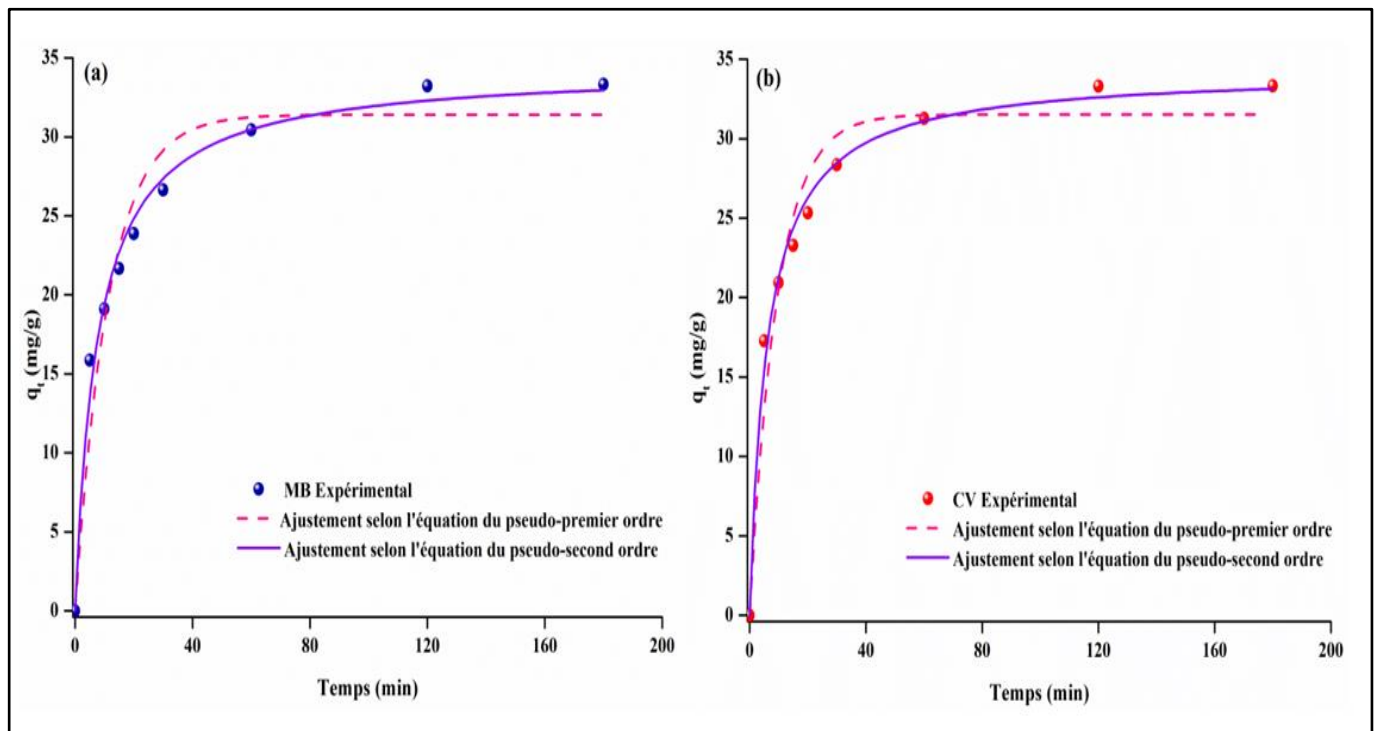 (a)
35
30
25
20
15
10
5
0
q_t (mg/g)
MB Expérimental
Ajustement selon l'équation du pseudo-premier ordre
Ajustement selon l'équation du pseudo-second ordre
0 40 80 120 160 200
Temps (min)
(b)
35
30
25
20
15
10
5
0
q_t (mg/g)
CV Expérimental
Ajustement selon l'équation du pseudo-premier ordre
Ajustement selon l'équation du pseudo-second ordre
0 40 80 120 160 200
Temps (min)